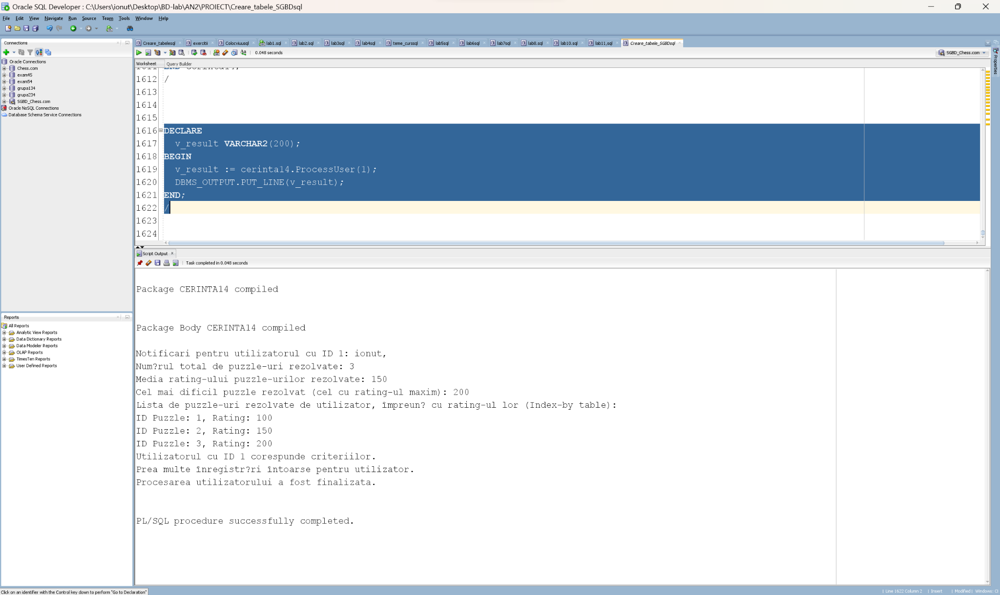 Oracle SQL Developer : C:\Users\ionut\Desktop\BD-lab\AN2\PROIECT\Creare_tabele_SGBDsql
File Edit View Navigate Run Source Team Tools Window Help
Connections
Oracle Connections
Chess.com
exam45
exam54
grupa134
grupa234
SGBD_Chess.com
Oracle NoSQL Connections
Database Schema Service Connections
Reports
All Reports
Analytic View Reports
Data Dictionary Reports
Data Modeler Reports
OLAP Reports
TimesTen Reports
User Defined Reports
Creare_tabelesql exercitii Colocviuusql lab1.sql lab2.sql lab3sql lab4sql teme_curssql lab5sql lab6sql lab7sql lab8.sql lab10.sql lab11,sql Creare_tabele_SGBDsql
0.048 seconds
SGBD_Chess.com
Properties
Worksheet Query Builder
1612 /
1613
1614
1615
1616 DECLARE
1617 v_result VARCHAR2(200);
1618 BEGIN
1619 v_result := cerinta14.ProcessUser(1);
1620 DBMS_OUTPUT.PUT_LINE(v_result);
1621 END;
1622 /
1623
1624
Script Output
Task completed in 0.048 seconds
Package CERINTA14 compiled
Package Body CERINTA14 compiled
Notificari pentru utilizatorul cu ID 1: ionut,
Num?rul total de puzzle-uri rezolvate: 3
Media rating-ului puzzle-urilor rezolvate: 150
Cel mai dificil puzzle rezolvat (cel cu rating-ul maxim): 200
Lista de puzzle-uri rezolvate de utilizator, împreun? cu rating-ul lor (Index-by table):
ID Puzzle: 1, Rating: 100
ID Puzzle: 2, Rating: 150
ID Puzzle: 3, Rating: 200
Utilizatorul cu ID 1 corespunde criteriilor.
Prea multe înregistr?ri întoarse pentru utilizator.
Procesarea utilizatorului a fost finalizata.
PL/SQL procedure successfully completed.
Click on an identifier with the Control key down to perform "Go to Declaration"
Line 1622 Column 2 | Insert | Modified | Windows: Cl